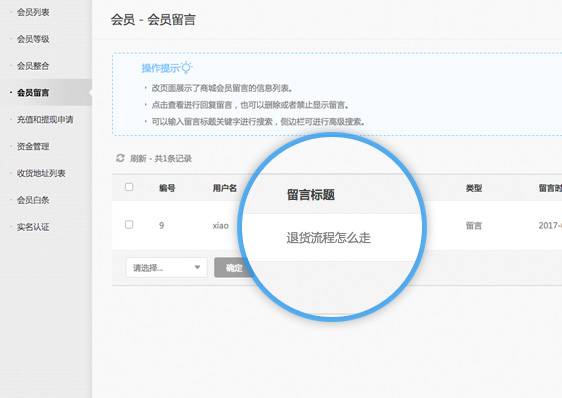 会员列表
会员等级
会员整合
会员留言
充值和提现申请
资金管理
收货地址列表
会员白条
实名认证
会员 - 会员留言
操作提示
改页面展示了商城会员留言的信息列表。
点击查看进行回复留言，也可以删除或者禁止显示留言。
可以输入留言标题关键字进行搜索，侧边栏可进行高级搜索。
刷新 - 共1条记录
编号 用户名 留言标题 类型 留言时
9 xiao 退货流程怎么走 留言 2017-
请选择... 确定